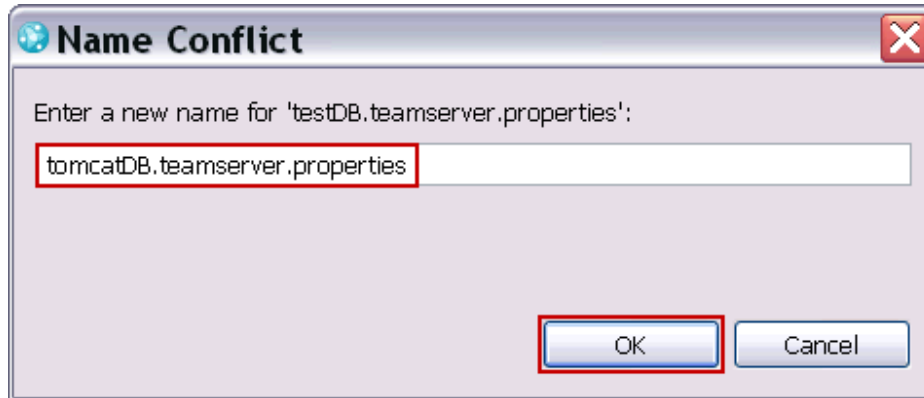 Name Conflict
Enter a new name for 'testDB.teamserver.properties':
tomcatDB.teamserver.properties
OK Cancel